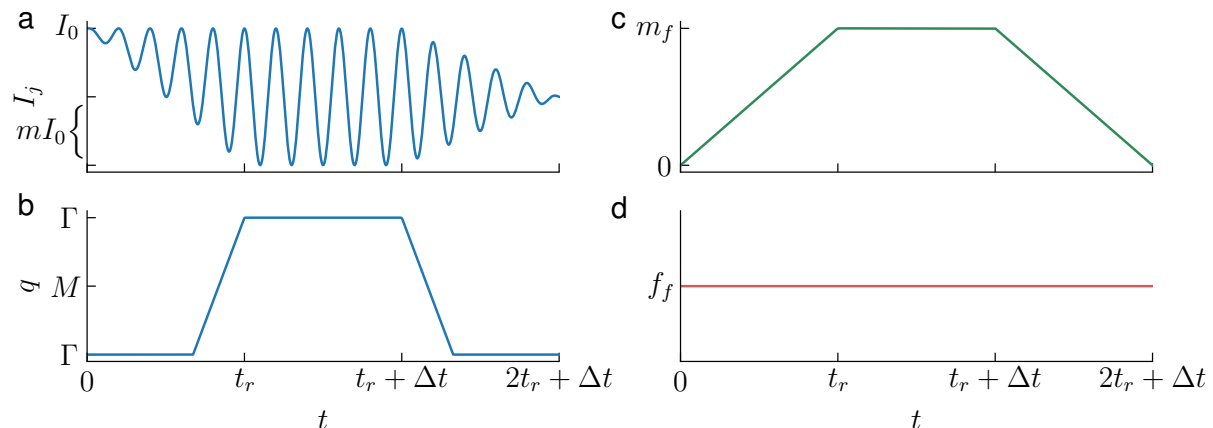 a
I_0
I_j
mI_0
b
Γ
M
q
Γ
0
t_r
t_r + Δt
2t_r + Δt
t
c
m_f
0
d
f_f
0
t_r
t_r + Δt
2t_r + Δt
t